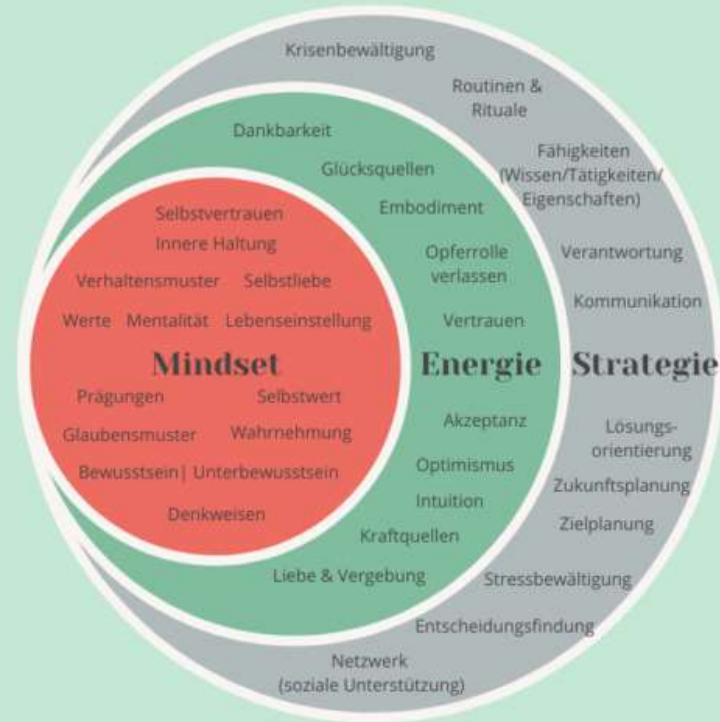 Krisenbewältigung
Routinen &
Rituale
Fähigkeiten
(Wissen/Tätigkeiten/
Eigenschaften)
Verantwortung
Kommunikation
Strategie
Lösungs-
orientierung
Zukunftsplanung
Zielplanung
Stressbewältigung
Entscheidungsfindung
Netzwerk
(soziale Unterstützung)
Dankbarkeit
Glücksquellen
Embodiment
Opferrolle
verlassen
Vertrauen
Energie
Akzeptanz
Optimismus
Intuition
Kraftquellen
Liebe & Vergebung
Selbstvertrauen
Innere Haltung
Verhaltensmuster Selbstliebe
Werte Mentalität Lebenseinstellung
Mindset
Prägungen Selbstwert
Glaubensmuster Wahrnehmung
Bewusstsein| Unterbewusstsein
Denkweisen